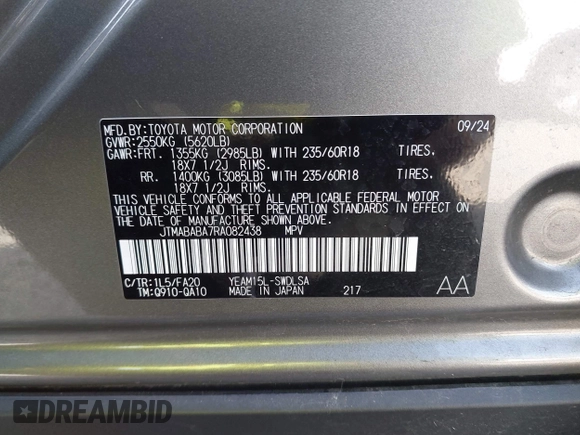 MFD. BY: TOYOTA MOTOR CORPORATION 09/24
GVWR: 2550KG (5620LB)
GAWR: FRT. 1355KG (2985LB) WITH 235/60R18 TIRES.
18X7 1/2J RIMS.
RR. 1400KG (3085LB) WITH 235/60R18 TIRES.
18X7 1/2J RIMS.
THIS VEHICLE CONFORMS TO ALL APPLICABLE FEDERAL MOTOR
VEHICLE SAFETY AND THEFT PREVENTION STANDARDS IN EFFECT ON
THE DATE OF MANUFACTURE SHOWN ABOVE.
JTMABABA7RA082438 MPV
C/TR: 1L5/FA20 YEAM15L-SWDLSA
TM: Q910-QA10 MADE IN JAPAN 217 AA
DREAMBID